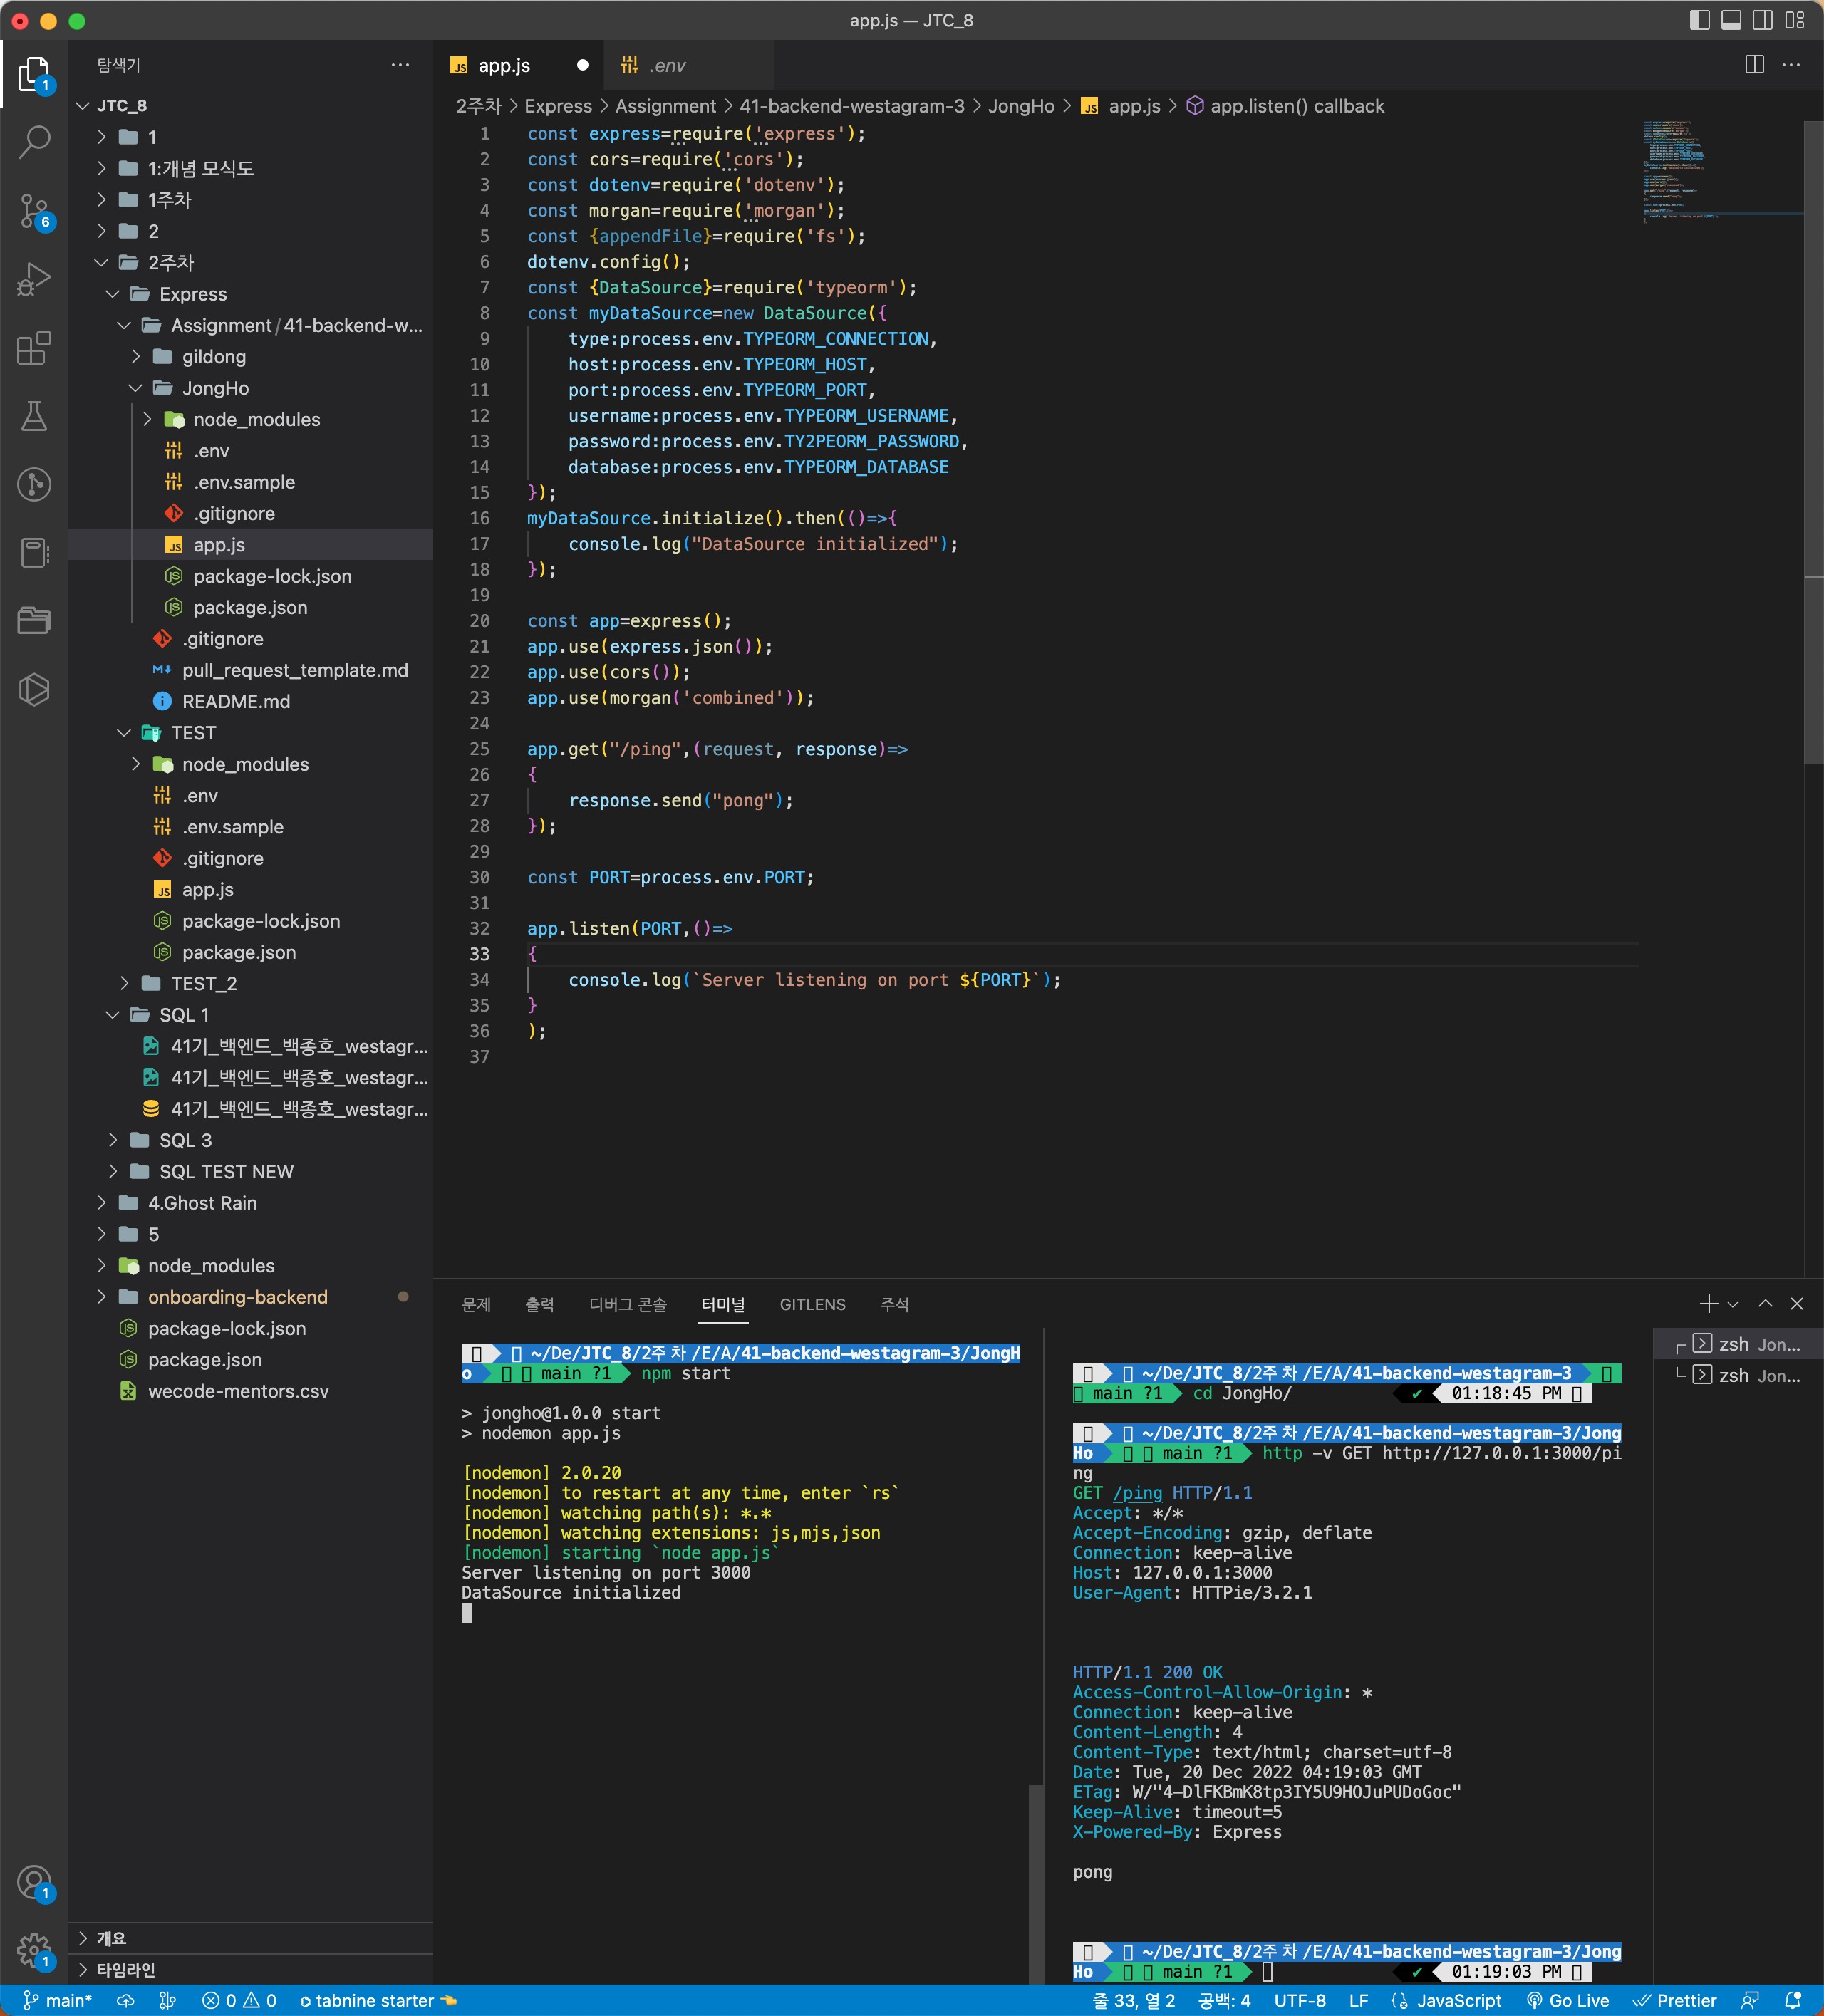 app.js — JTC_8
탐색기
JTC_8
1
1:개념 모식도
1주차
2
2주차
Express
Assignment / 41-backend-w...
gildong
JongHo
node_modules
.env
.env.sample
.gitignore
app.js
package-lock.json
package.json
.gitignore
pull_request_template.md
README.md
TEST
node_modules
.env
.env.sample
.gitignore
app.js
package-lock.json
package.json
TEST_2
SQL 1
41기_백엔드_백종호_westagr...
41기_백엔드_백종호_westagr...
41기_백엔드_백종호_westagr...
SQL 3
SQL TEST NEW
4.Ghost Rain
5
node_modules
onboarding-backend
package-lock.json
package.json
wecode-mentors.csv
개요
타임라인
1
6
1
1
app.js
.env
2주차 > Express > Assignment > 41-backend-westagram-3 > JongHo > app.js > app.listen() callback
1 const express=require('express');
2 const cors=require('cors');
3 const dotenv=require('dotenv');
4 const morgan=require('morgan');
5 const {appendFile}=require('fs');
6 dotenv.config();
7 const {DataSource}=require('typeorm');
8 const myDataSource=new DataSource({
9 type:process.env.TYPEORM_CONNECTION,
10 host:process.env.TYPEORM_HOST,
11 port:process.env.TYPEORM_PORT,
12 username:process.env.TYPEORM_USERNAME,
13 password:process.env.TY2PEORM_PASSWORD,
14 database:process.env.TYPEORM_DATABASE
15 });
16 myDataSource.initialize().then(()=>{
17 console.log("DataSource initialized");
18 });
19
20 const app=express();
21 app.use(express.json());
22 app.use(cors());
23 app.use(morgan('combined'));
24
25 app.get("/ping",(request, response)=>
26 {
27 response.send("pong");
28 });
29
30 const PORT=process.env.PORT;
31
32 app.listen(PORT,()=>
33 {
34 console.log(`Server listening on port ${PORT}`);
35 }
36 );
37
문제 출력 디버그 콘솔 터미널 GITLENS 주석
~/De/JTC_8/2주 차 /E/A/41-backend-westagram-3/JongH
o main ?1 npm start
> jongho@1.0.0 start
> nodemon app.js
[nodemon] 2.0.20
[nodemon] to restart at any time, enter `rs`
[nodemon] watching path(s): *.*
[nodemon] watching extensions: js,mjs,json
[nodemon] starting `node app.js`
Server listening on port 3000
DataSource initialized
~/De/JTC_8/2주 차 /E/A/41-backend-westagram-3
main ?1 cd JongHo/ ✔ 01:18:45 PM
~/De/JTC_8/2주 차 /E/A/41-backend-westagram-3/Jong
Ho main ?1 http -v GET http://127.0.0.1:3000/pi
ng
GET /ping HTTP/1.1
Accept: */*
Accept-Encoding: gzip, deflate
Connection: keep-alive
Host: 127.0.0.1:3000
User-Agent: HTTPie/3.2.1
HTTP/1.1 200 OK
Access-Control-Allow-Origin: *
Connection: keep-alive
Content-Length: 4
Content-Type: text/html; charset=utf-8
Date: Tue, 20 Dec 2022 04:19:03 GMT
ETag: W/"4-DlFKBmK8tp3IY5U9HOJuPUDoGoc"
Keep-Alive: timeout=5
X-Powered-By: Express
pong
~/De/JTC_8/2주 차 /E/A/41-backend-westagram-3/Jong
Ho main ?1 ✔ 01:19:03 PM
zsh Jon...
zsh Jon...
main* 0 0 tabnine starter 줄 33, 열 2 공백: 4 UTF-8 LF JavaScript Go Live Prettier